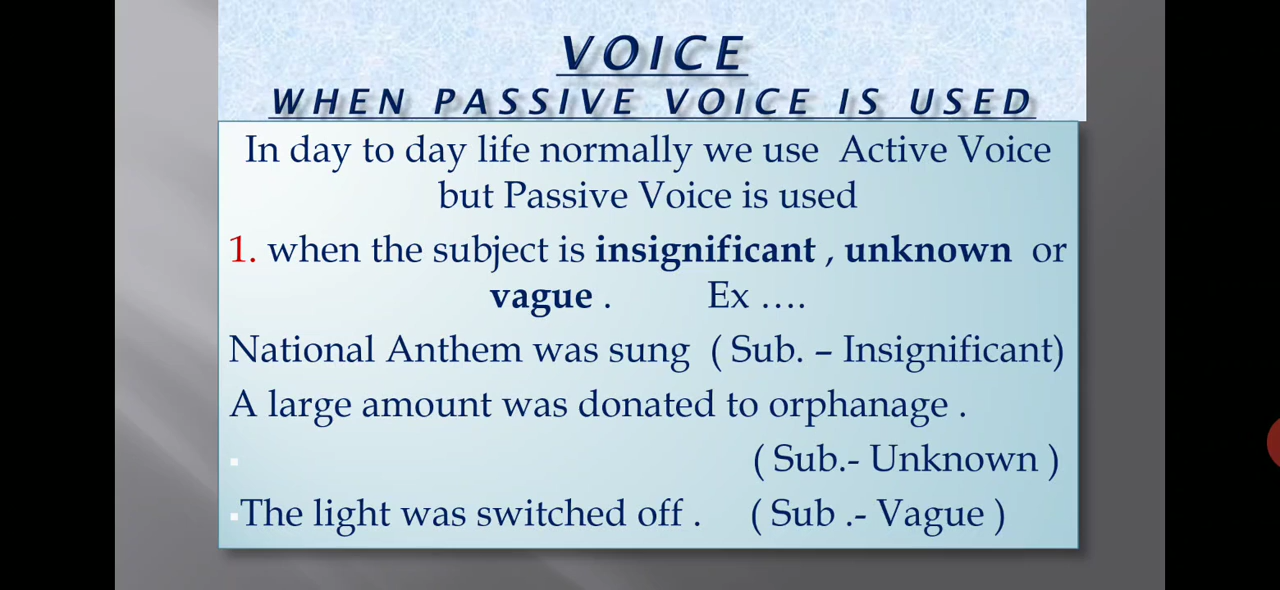 VOICE
WHEN PASSIVE VOICE IS USED
In day to day life normally we use Active Voice
but Passive Voice is used
1. when the subject is insignificant , unknown or
vague . Ex ....
National Anthem was sung ( Sub. – Insignificant)
A large amount was donated to orphanage .
( Sub.- Unknown )
The light was switched off . ( Sub .- Vague )